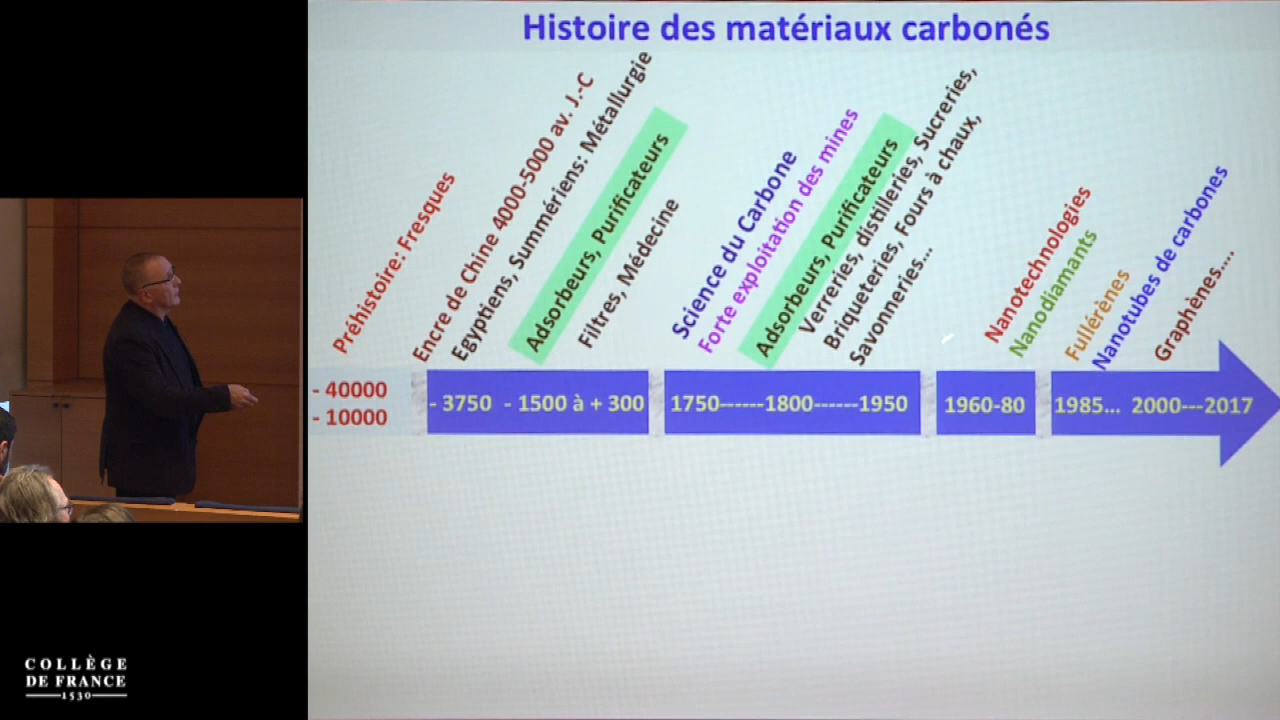 Histoire des matériaux carbonés
Préhistoire: Fresques
Encre de Chine 4000-5000 av. J.-C
Egyptiens, Summériens: Métallurgie
Adsorbeurs, Purificateurs
Filtres, Médecine
Science du Carbone
Forte exploitation des mines
Adsorbeurs, Purificateurs
Verreries, distilleries, Sucreries,
Briqueteries, Fours à chaux,
Savonneries...
Nanotechnologies
Nanodiamants
Fullérènes
Nanotubes de carbones
Graphènes....
- 40000
- 10000
- 3750 - 1500 à + 300
1750------1800------1950
1960-80
1985... 2000---2017
COLLÈGE
DE FRANCE
1530